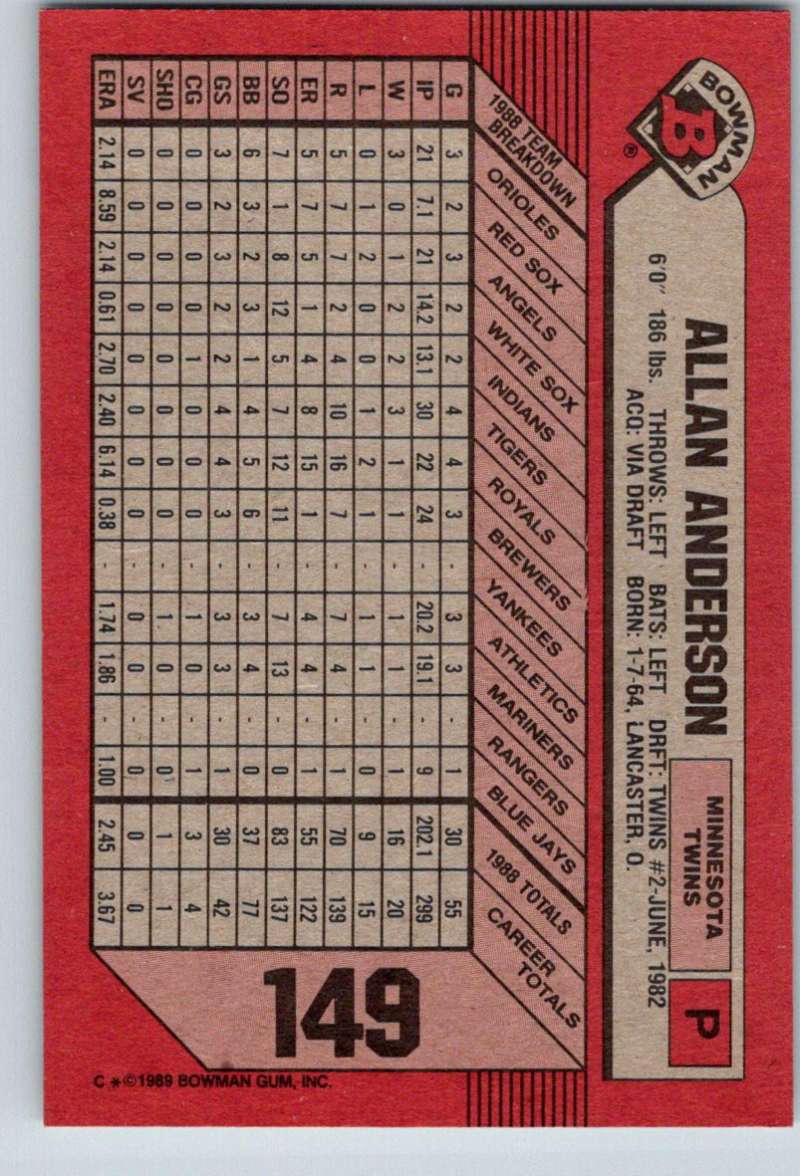 BOWMAN
B
®
ALLAN ANDERSON
MINNESOTA
TWINS
P
6'0" 186 lbs. THROWS: LEFT BATS: LEFT DRFT: TWINS #2-JUNE, 1982
ACQ: VIA DRAFT BORN: 1-7-64, LANCASTER, O.
1988 TEAM
BREAKDOWN
ORIOLES
RED SOX
ANGELS
WHITE SOX
INDIANS
TIGERS
ROYALS
BREWERS
YANKEES
ATHLETICS
MARINERS
RANGERS
BLUE JAYS
1988 TOTALS
CAREER
TOTALS
G 3 2 3 2 2 4 4 3 - 3 3 - 1 30 55
IP 21 7.1 21 14.2 13.1 30 22 24 - 20.2 19.1 - 9 202.1 299
W 3 0 1 2 2 3 1 1 - 1 1 - 1 16 20
L 0 1 2 0 0 1 2 1 - 1 1 - 0 9 15
R 5 7 7 2 4 10 16 7 - 7 4 - 1 70 139
ER 5 7 5 1 4 8 15 1 - 4 4 - 1 55 122
SO 7 1 8 12 5 7 12 11 - 7 13 - 0 83 137
BB 6 3 2 3 1 4 5 6 - 3 4 - 0 37 77
GS 3 2 3 2 2 4 4 3 - 3 3 - 1 30 42
CG 0 0 0 0 1 0 0 0 - 1 0 - 1 3 4
SHO 0 0 0 0 0 0 0 0 - 1 0 - 0 1 1
SV 0 0 0 0 0 0 0 0 - 0 0 - 0 0 0
ERA 2.14 8.59 2.14 0.61 2.70 2.40 6.14 0.38 - 1.74 1.86 - 1.00 2.45 3.67
149
C *©1989 BOWMAN GUM, INC.